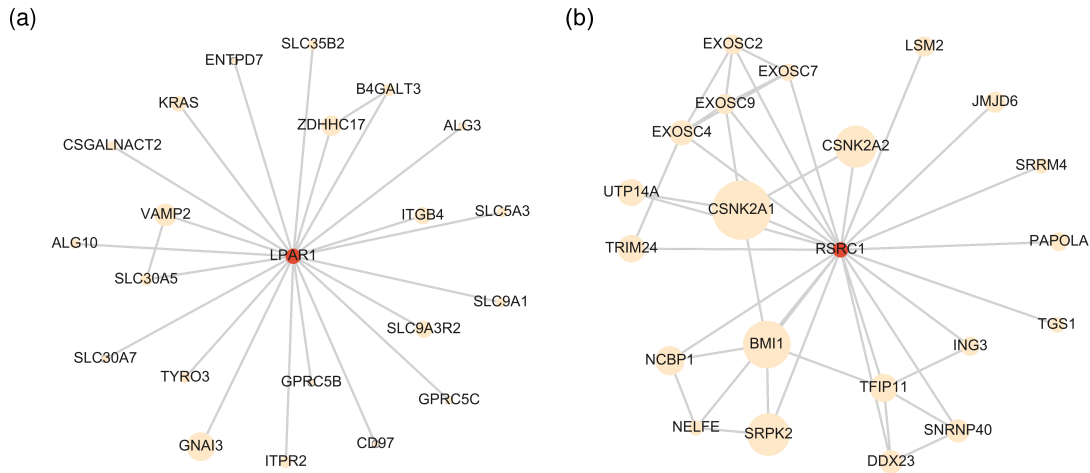 (a)
SLC35B2
ENTPD7
B4GALT3
KRAS
ZDHHC17
ALG3
CSGALNACT2
VAMP2
ITGB4
SLC5A3
ALG10
LPAR1
SLC30A5
SLC9A1
SLC9A3R2
SLC30A7
TYRO3
GPRC5B
GPRC5C
GNAI3
CD97
ITPR2
(b)
EXOSC2
LSM2
EXOSC7
EXOSC9
JMJD6
EXOSC4
CSNK2A2
SRRM4
UTP14A
CSNK2A1
TRIM24
RSRC1
PAPOLA
TGS1
BMI1
ING3
NCBP1
TFIP11
NELFE
SRPK2
SNRNP40
DDX23